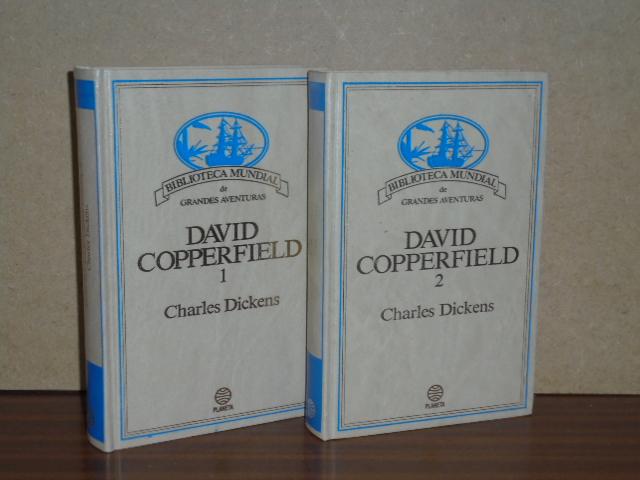 BIBLIOTECA MUNDIAL
de
GRANDES AVENTURAS
DAVID
COPPERFIELD
1
Charles Dickens
PLANETA
Charles Dickens
BIBLIOTECA MUNDIAL
de
GRANDES AVENTURAS
DAVID
COPPERFIELD
2
Charles Dickens
PLANETA